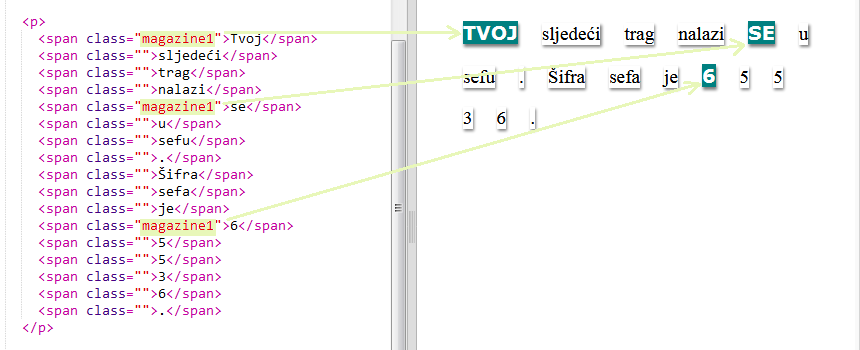 <p>
<span class="magazine1">Tvoj</span>
<span class="">sljedeći</span>
<span class="">trag</span>
<span class="">nalazi</span>
<span class="magazine1">se</span>
<span class="">u</span>
<span class="">sefu</span>
<span class="">.</span>
<span class="">Šifra</span>
<span class="">sefa</span>
<span class="">je</span>
<span class="magazine1">6</span>
<span class="">5</span>
<span class="">5</span>
<span class="">3</span>
<span class="">6</span>
<span class="">.</span>
</p>
TVOJ sljedeći trag nalazi SE u
sefu . Šifra sefa je 6 5 5
3 6 .